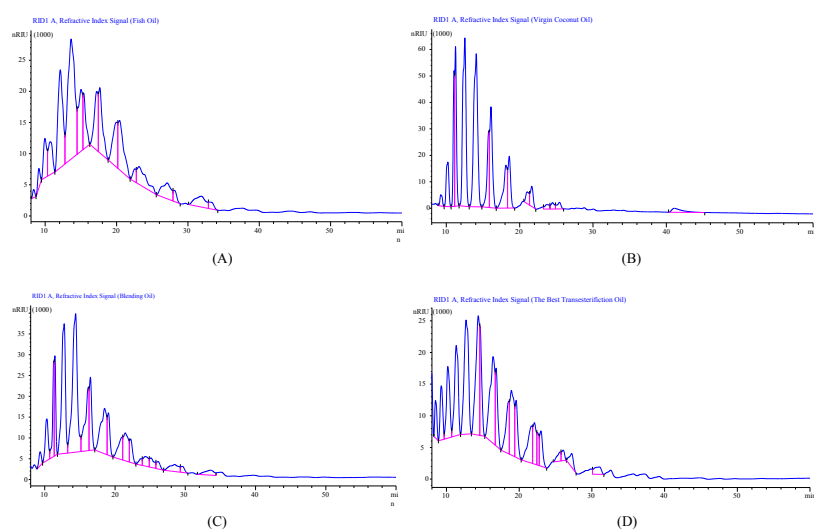 RID1 A, Refractive Index Signal (Fish Oil)
nRIU (1000)
25
20
15
10
5
0
10
20
30
40
50
mi
n
(A)
RID1 A, Refractive Index Signal (Virgin Coconut Oil)
nRIU (1000)
60
50
40
30
20
10
0
10
20
30
40
50
mi
(B)
RID1 A, Refractive Index Signal (Blending Oil)
nRIU (1000)
35
30
25
20
15
10
5
0
10
20
30
40
50
mi
n
(C)
RID1 A, Refractive Index Signal (The Best Transesterifiction Oil)
nRIU (1000)
25
20
15
10
5
0
10
20
30
40
50
mi
n
(D)